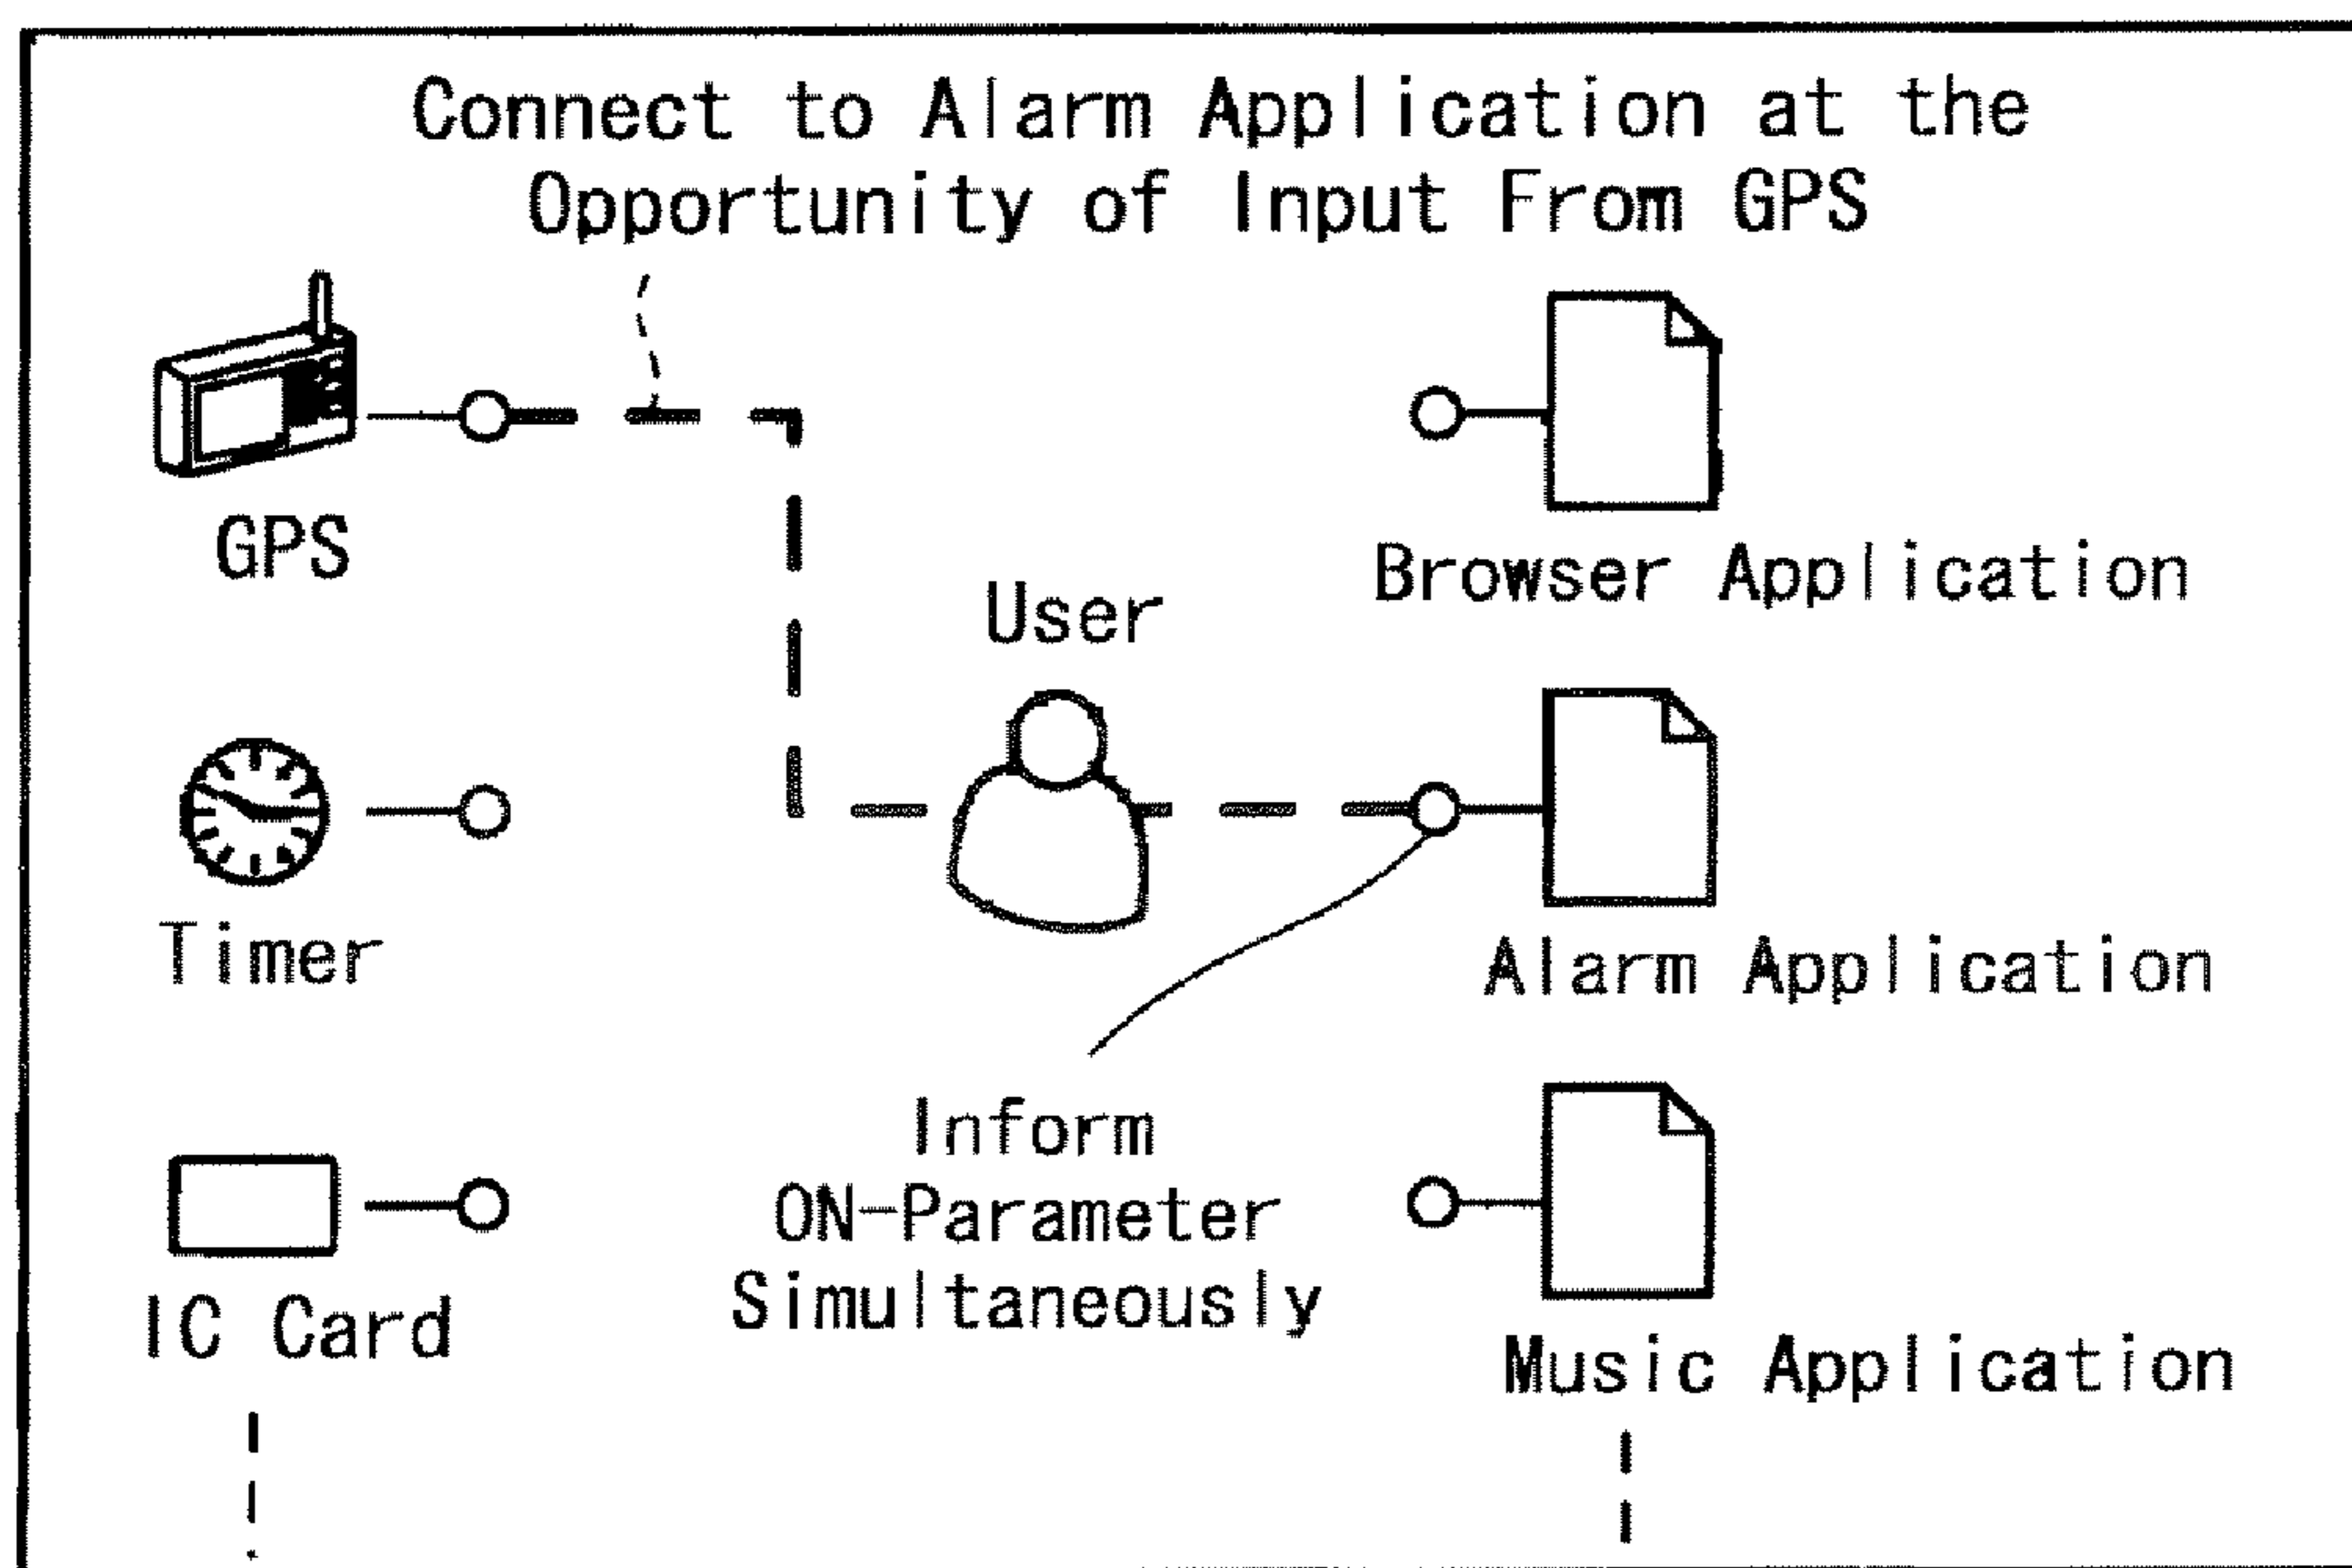 Connect to Alarm Application at the
Opportunity of Input From GPS
GPS
Browser Application
User
Timer
Alarm Application
Inform
ON-Parameter
Simultaneously
IC Card
Music Application